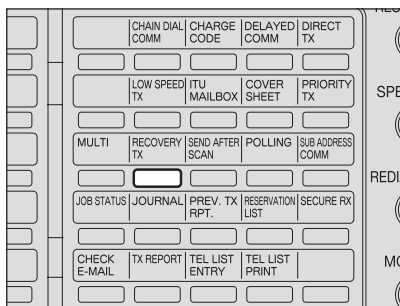 CHAIN DIAL COMM
CHARGE CODE
DELAYED COMM
DIRECT TX
LOW SPEED TX
ITU MAILBOX
COVER SHEET
PRIORITY TX
MULTI
RECOVERY TX
SEND AFTER SCAN
POLLING
SUB ADDRESS COMM
JOB STATUS
JOURNAL
PREV. TX RPT.
RESERVATION LIST
SECURE RX
CHECK E-MAIL
TX REPORT
TEL LIST ENTRY
TEL LIST PRINT
SPE
REDI
MO